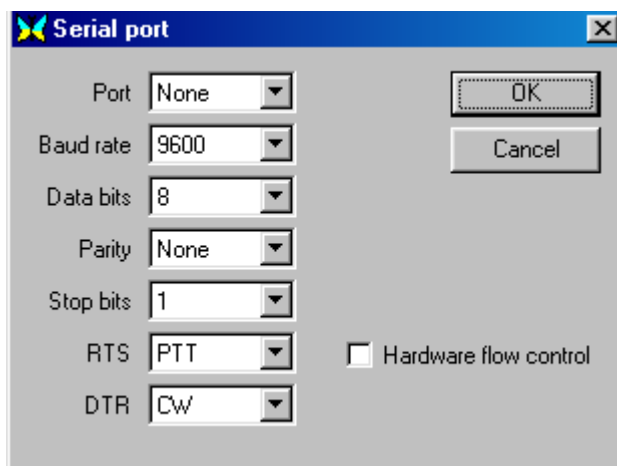 Serial port
Port None
OK
Baud rate 9600
Cancel
Data bits 8
Parity None
Stop bits 1
RTS PTT
Hardware flow control
DTR CW